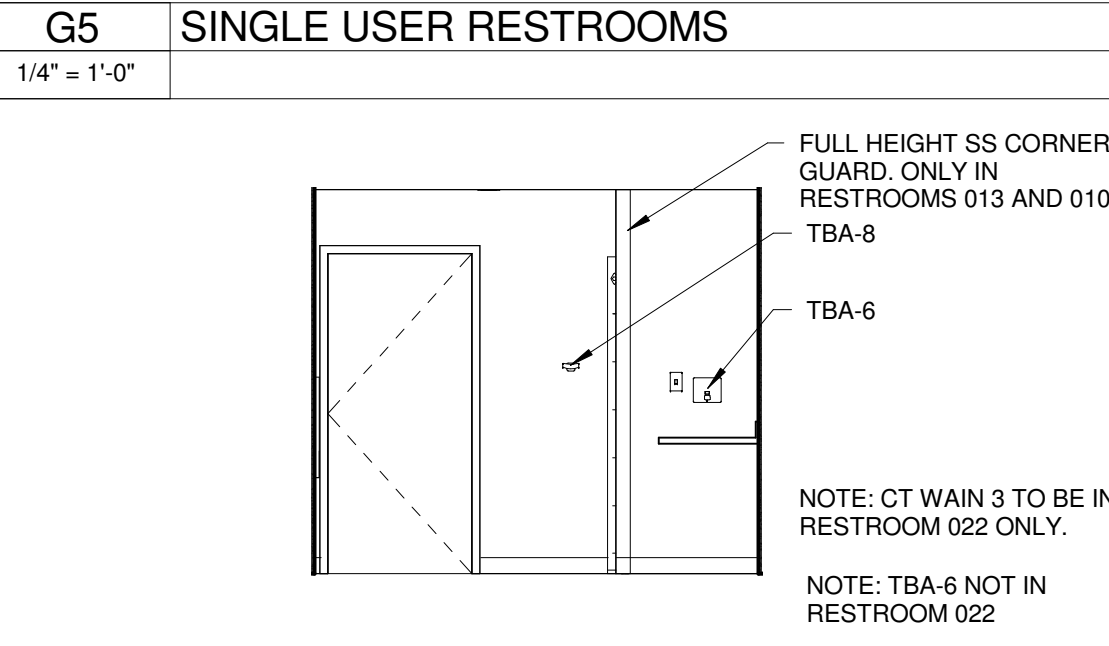 G5 SINGLE USER RESTROOMS
1/4" = 1'-0"
FULL HEIGHT SS CORNER
GUARD. ONLY IN
RESTROOMS 013 AND 010
TBA-8
TBA-6
NOTE: CT WAIN 3 TO BE IN
RESTROOM 022 ONLY.
NOTE: TBA-6 NOT IN
RESTROOM 022